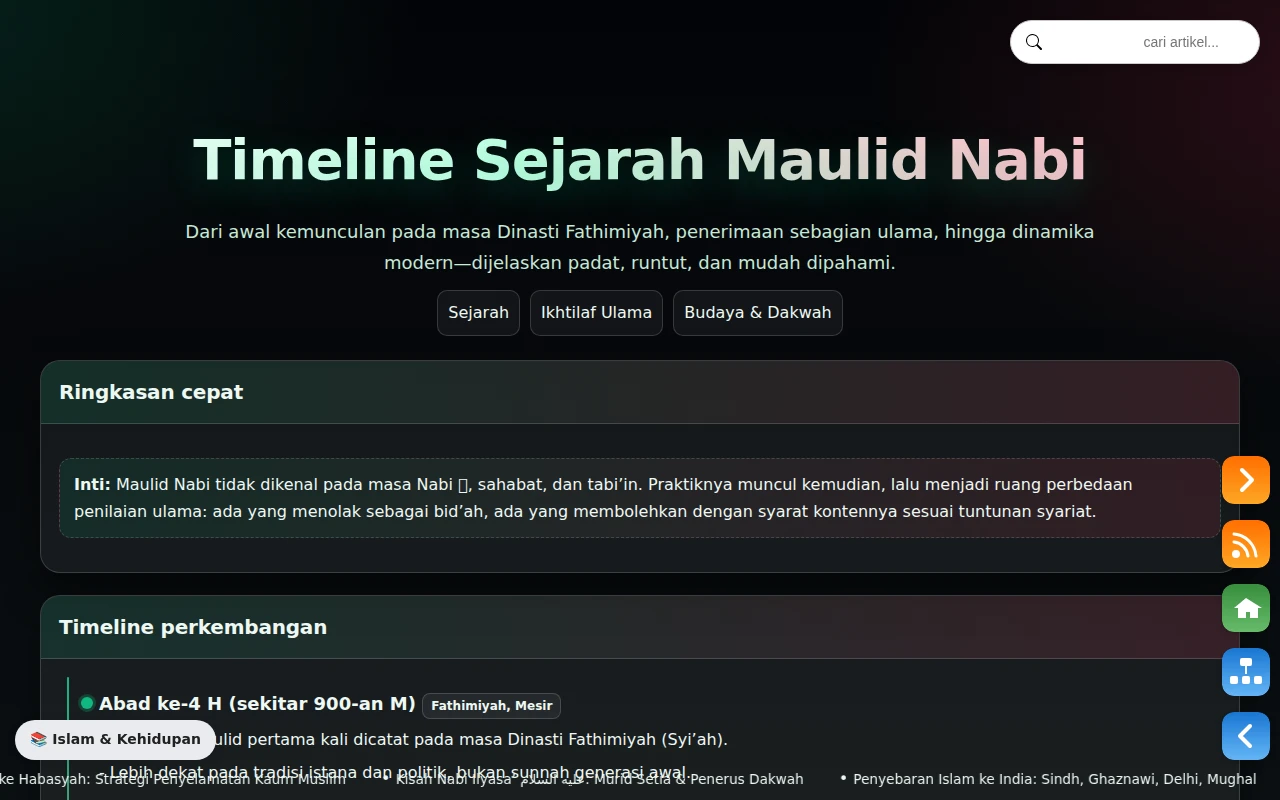 cari artikel...
Timeline Sejarah Maulid Nabi
Dari awal kemunculan pada masa Dinasti Fathimiyah, penerimaan sebagian ulama, hingga dinamika
modern—dijelaskan padat, runtut, dan mudah dipahami.
Sejarah
Ikhtilaf Ulama
Budaya & Dakwah
Ringkasan cepat
Inti: Maulid Nabi tidak dikenal pada masa Nabi , sahabat, dan tabi’in. Praktiknya muncul kemudian, lalu menjadi ruang perbedaan
penilaian ulama: ada yang menolak sebagai bid’ah, ada yang membolehkan dengan syarat kontennya sesuai tuntunan syariat.
Timeline perkembangan
Abad ke-4 H (sekitar 900-an M) Fathimiyah, Mesir
ulid pertama kali dicatat pada masa Dinasti Fathimiyah (Syi’ah).
📚 Islam & Kehidupan
Lebih dekat pada tradisi istana dan politik, bukan sunnah generasi awal.
ke Habasyah: Strategi Penyelamatan Kaum Muslim • Kisah Nabi Ilyasa‘ عليه السلام: Murid Setia & Penerus Dakwah • Penyebaran Islam ke India: Sindh, Ghaznawi, Delhi, Mughal